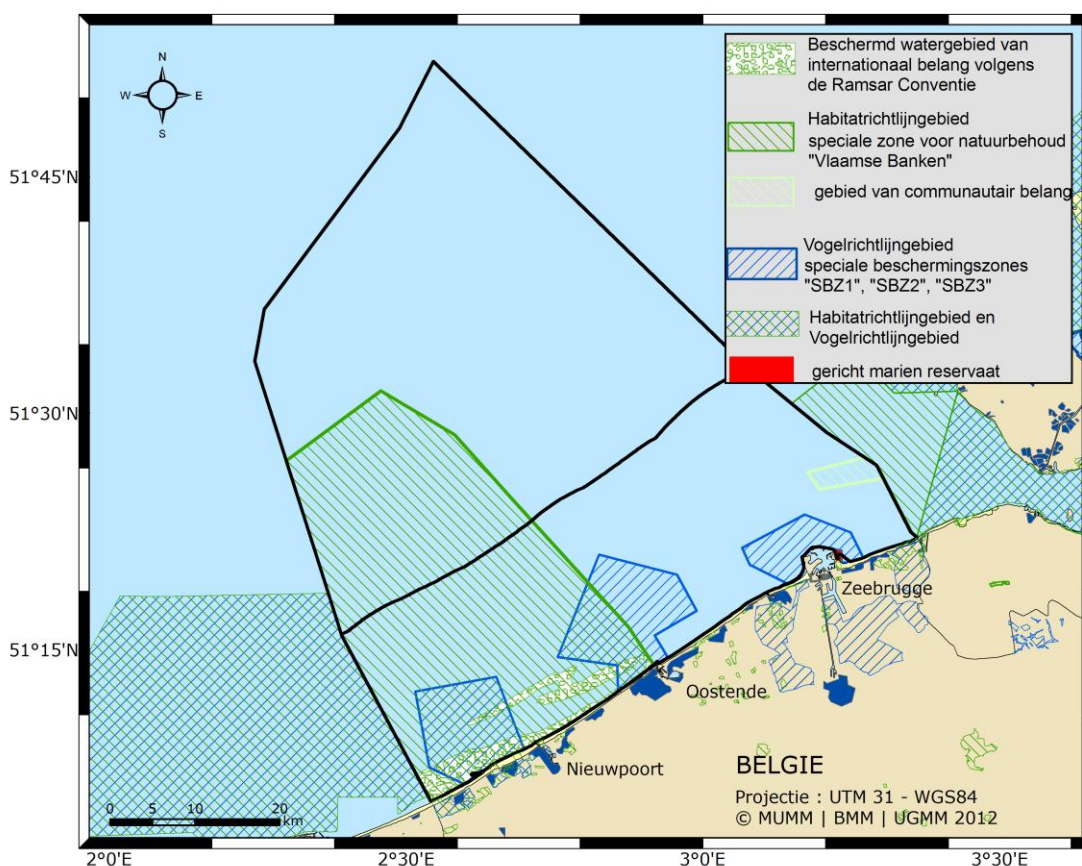 N
W E
S
Beschermd watergebied van
internationaal belang volgens
de Ramsar Conventie
Habitatrichtlijngebied
speciale zone voor natuurbehoud
"Vlaamse Banken"
gebied van communautair belang
Vogelrichtlijngebied
speciale beschermingszones
"SBZ1", "SBZ2", "SBZ3"
Habitatrichtlijngebied en
Vogelrichtlijngebied
gericht marien reservaat
51°45'N
51°30'N
51°15'N
Zeebrugge
Oostende
Nieuwpoort
BELGIE
Projectie : UTM 31 - WGS84
© MUMM | BMM | UGMM 2012
0 5 10 20
km
2°0'E 2°30'E 3°0'E 3°30'E